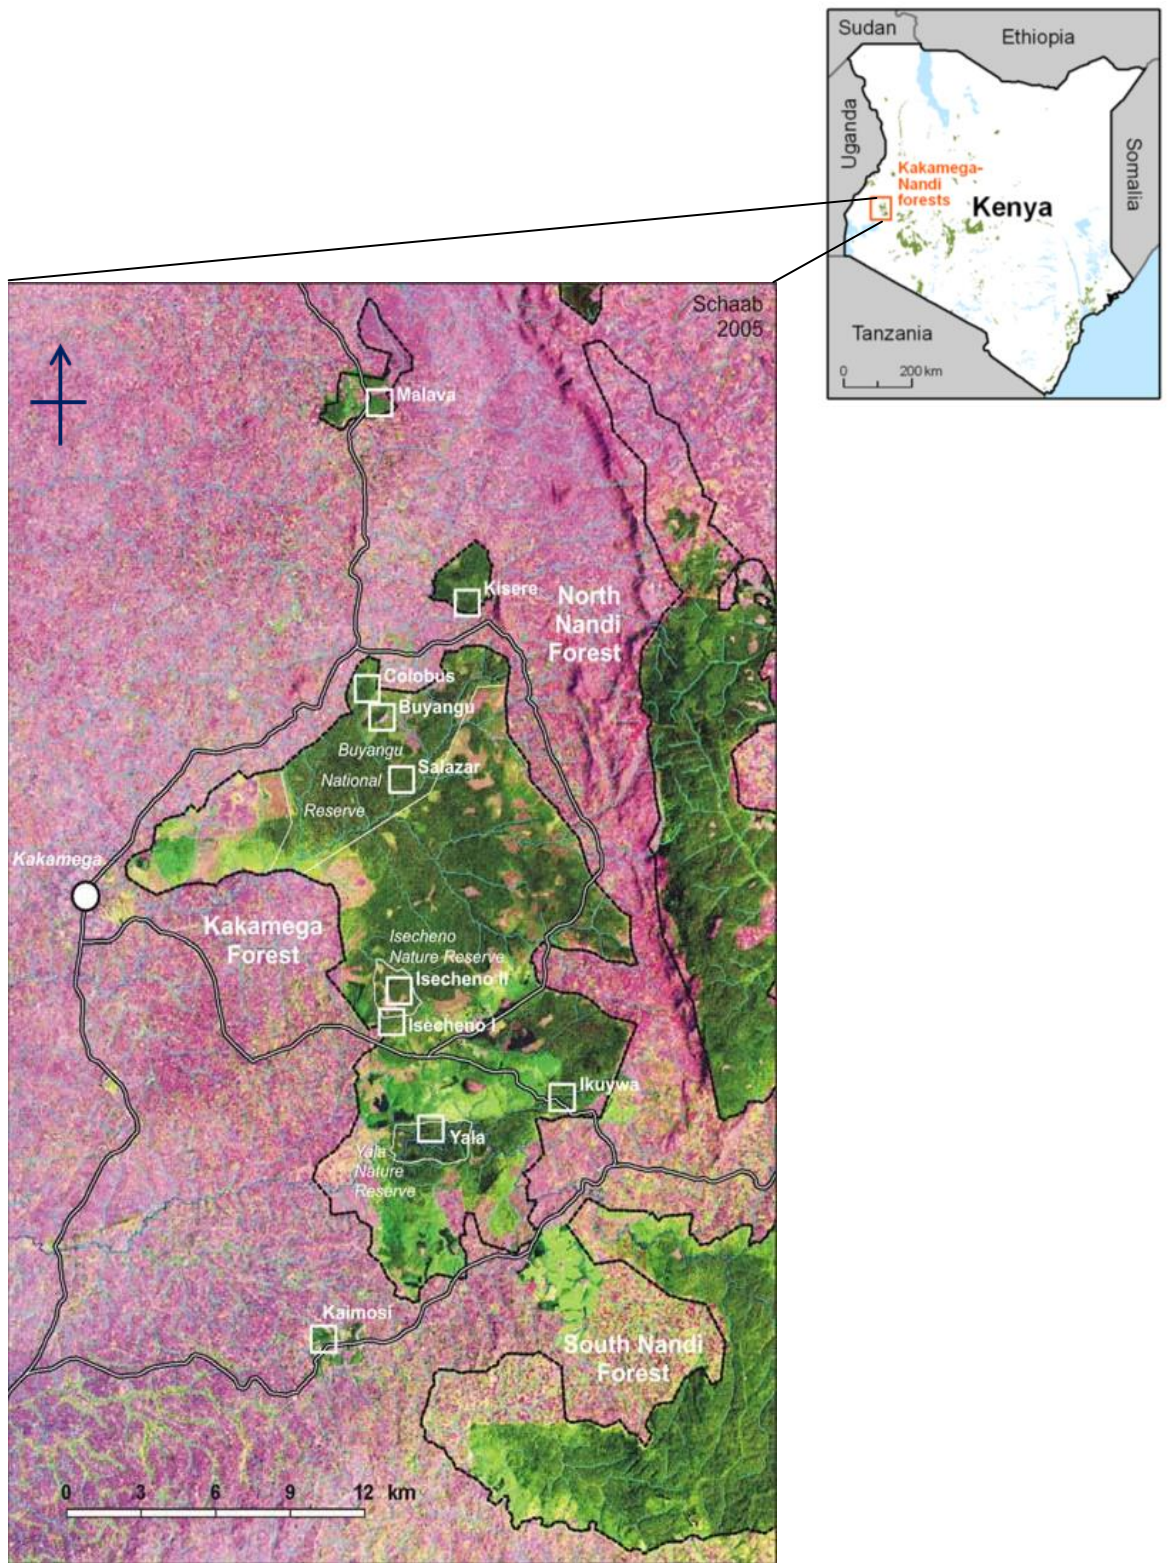 Sudan
Ethiopia
Uganda
Somalia
Kakamega-
Nandi
forests
Kenya
Tanzania
0 200 km
Schaab
2005
Malava
Kisere
North
Nandi
Forest
Colobus
Buyangu
Buyangu
National
Reserve
Salazar
Kakamega
Kakamega
Forest
Isecheno
Nature Reserve
Isecheno II
Isecheno I
Ikuywa
Yala
Yala
Nature
Reserve
Kaimosi
South Nandi
Forest
0 3 6 9 12 km